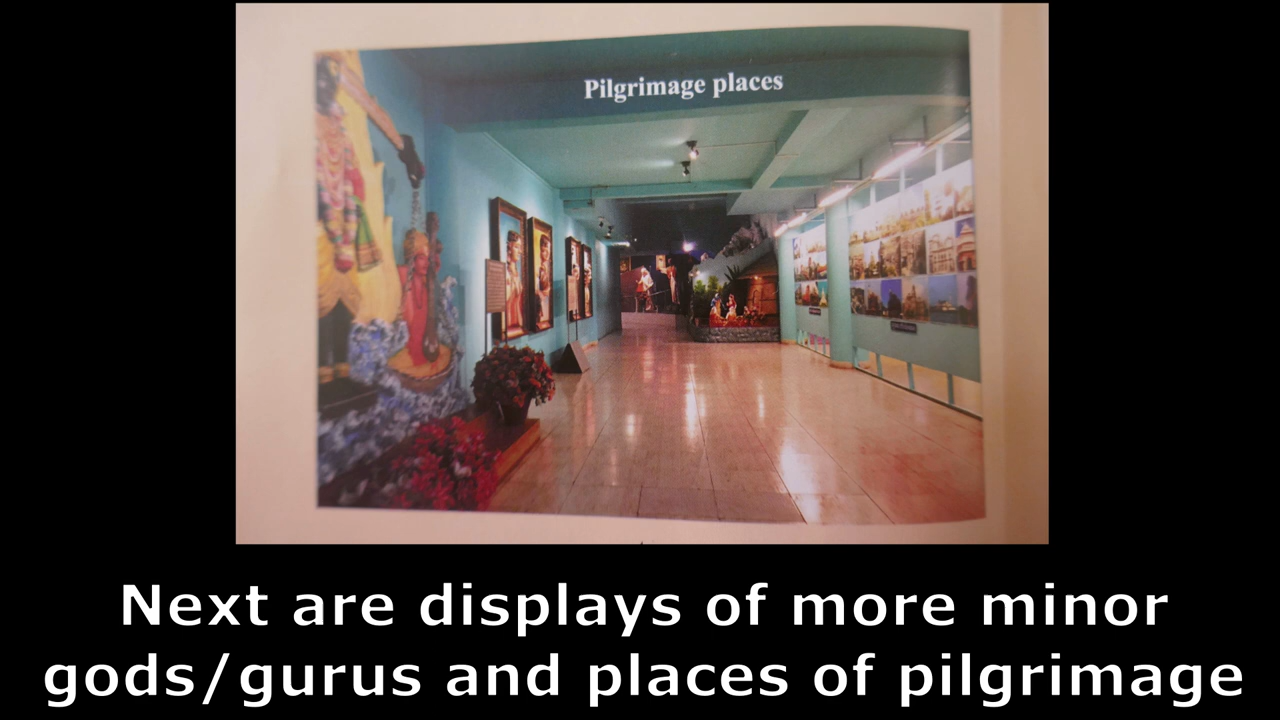 Pilgrimage places
Next are displays of more minor
gods/gurus and places of pilgrimage